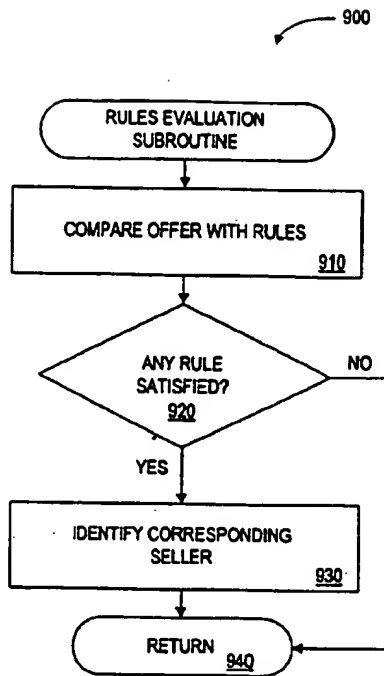 900
RULES EVALUATION
SUBROUTINE
COMPARE OFFER WITH RULES
910
ANY RULE
SATISFIED?
920
NO
YES
IDENTIFY CORRESPONDING
SELLER
930
RETURN
940